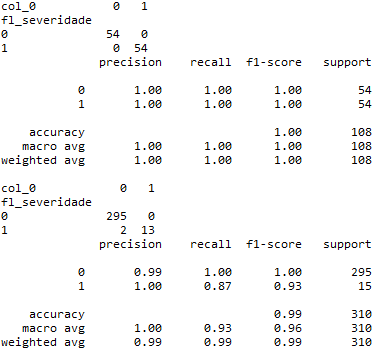 col_0 0 1
fl_severidade
0 54 0
1 0 54
precision recall f1-score support
0 1.00 1.00 1.00 54
1 1.00 1.00 1.00 54
accuracy 1.00 108
macro avg 1.00 1.00 1.00 108
weighted avg 1.00 1.00 1.00 108
col_0 0 1
fl_severidade
0 295 0
1 2 13
precision recall f1-score support
0 0.99 1.00 1.00 295
1 1.00 0.87 0.93 15
accuracy 0.99 310
macro avg 1.00 0.93 0.96 310
weighted avg 0.99 0.99 0.99 310